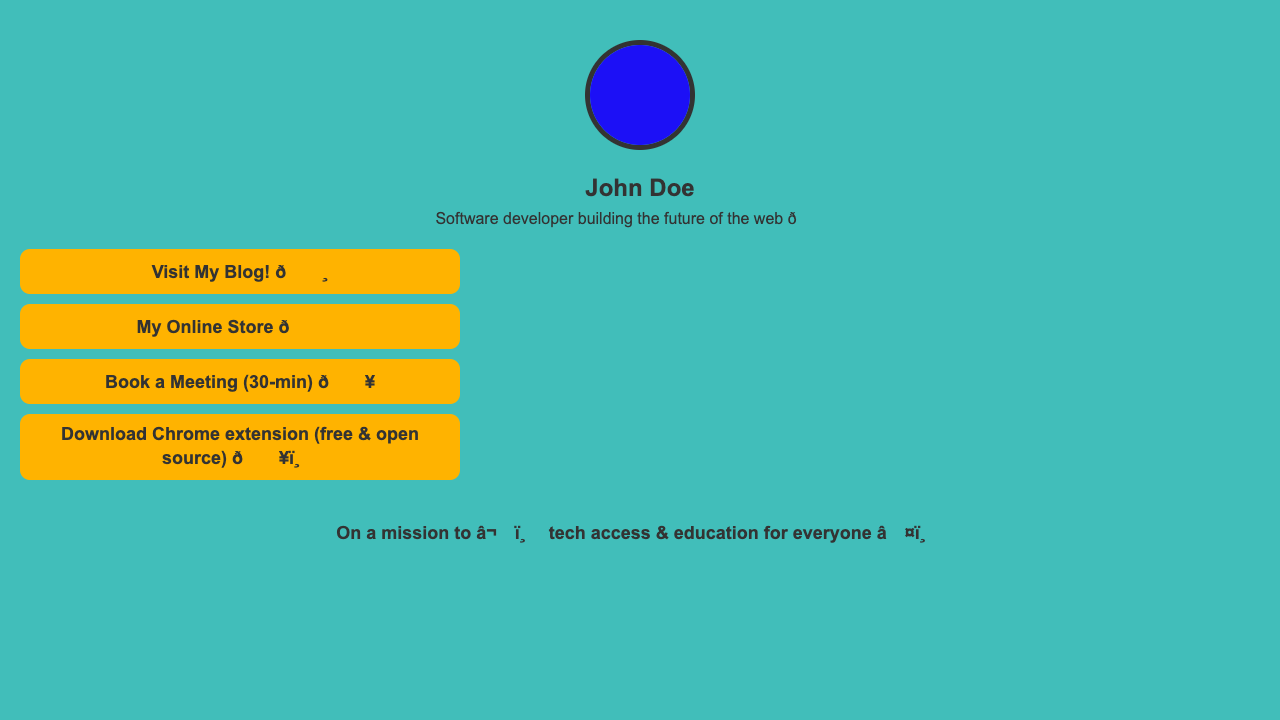 John Doe
Software developer building the future of the web ð
Visit My Blog! ð ¸
My Online Store ð
Book a Meeting (30-min) ð ¥
Download Chrome extension (free & open
source) ð ¥ï¸
On a mission to â¬ ï¸ tech access & education for everyone â ¤ï¸